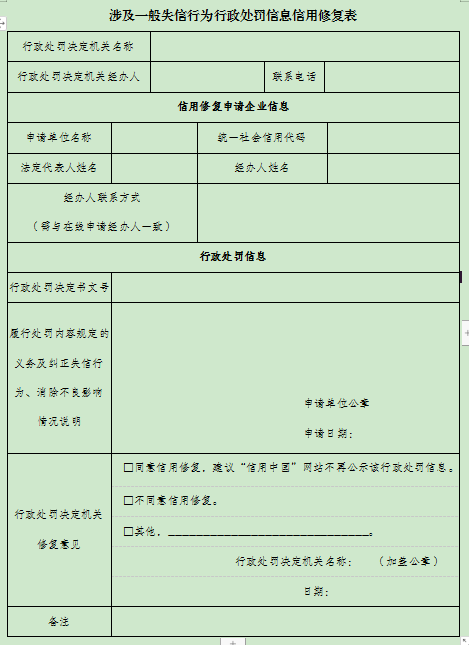 涉及一般失信行为行政处罚信息信用修复表
行政处罚决定机关名称
行政处罚决定机关经办人
联系电话
信用修复申请企业信息
申请单位名称
统一社会信用代码
法定代表人姓名
经办人姓名
经办人联系方式
（需与在线申请经办人一致）
行政处罚信息
行政处罚决定书文号
履行处罚内容规定的
义务及纠正失信行
为、消除不良影响
情况说明
申请单位公章
申请日期：
行政处罚决定机关
修复意见
□同意信用修复，建议“信用中国”网站不再公示该行政处罚信息。
□不同意信用修复。
□其他，____________________________。
行政处罚决定机关名称： （加盖公章）
日期：
备注